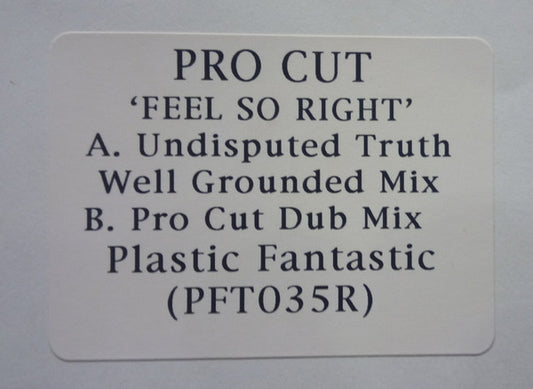 PRO CUT
‘FEEL SO RIGHT’
A. Undisputed Truth
Well Grounded Mix
B. Pro Cut Dub Mix
Plastic Fantastic
(PFT035R)